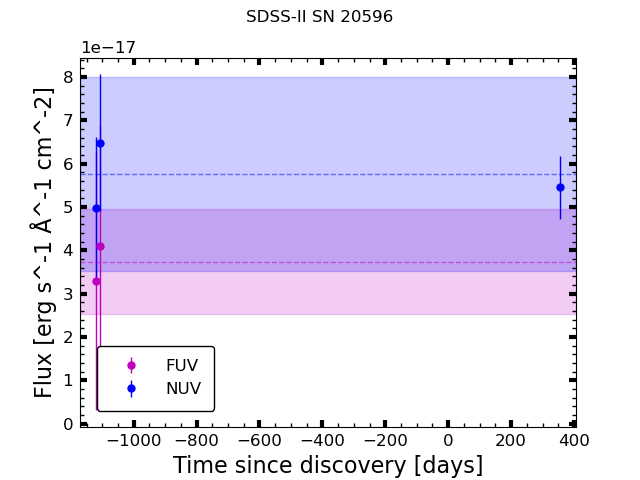 SDSS-II SN 20596
1e−17
8
7
6
5
4
3
2
1
0
Flux [erg s^-1 Å^-1 cm^-2]
FUV
NUV
−1000 −800 −600 −400 −200 0 200 400
Time since discovery [days]